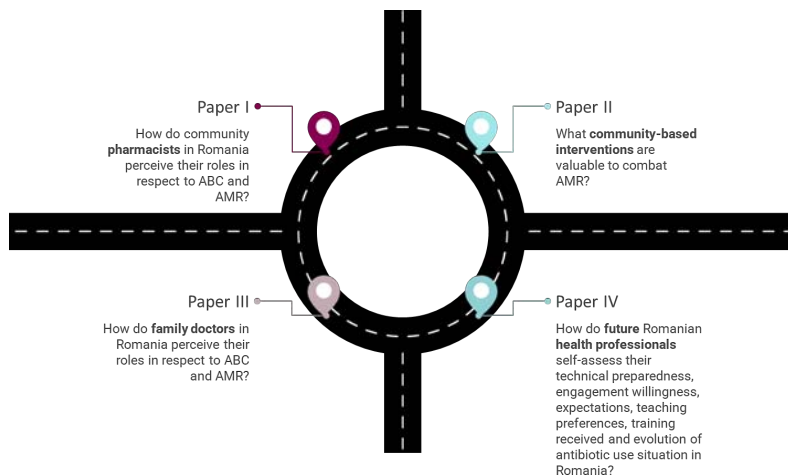 Paper I
How do community
pharmacists in Romania
perceive their roles in
respect to ABC and
AMR?
Paper II
What community-based
interventions are
valuable to combat
AMR?
Paper III
How do family doctors in
Romania perceive their
roles in respect to ABC
and AMR?
Paper IV
How do future Romanian
health professionals
self-assess their
technical preparedness,
engagement willingness,
expectations, teaching
preferences, training
received and evolution of
antibiotic use situation in
Romania?